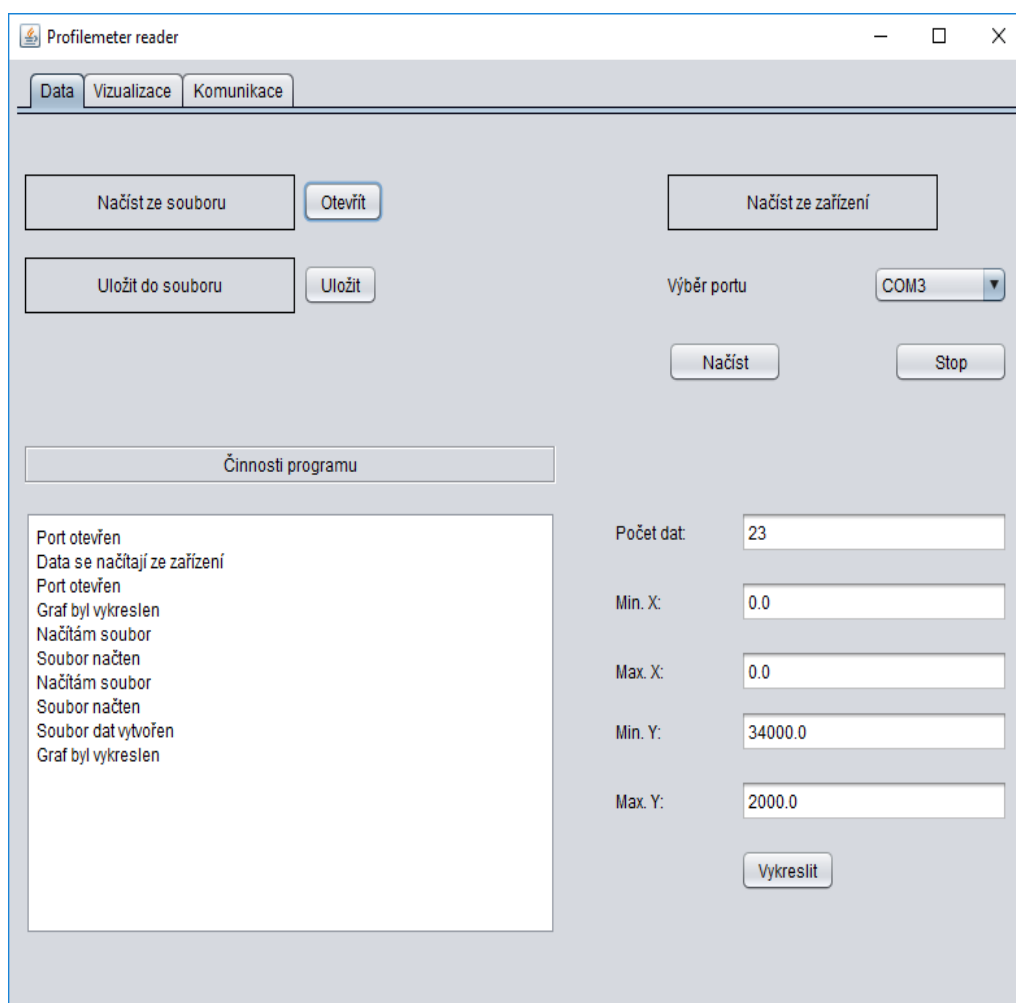 Profilemeter reader
Data Vizualizace Komunikace
Načíst ze souboru Otevřít Načíst ze zařízení
Uložit do souboru Uložit Výběr portu COM3
Načíst Stop
Činnosti programu
Port otevřen
Data se načítají ze zařízení
Port otevřen
Graf byl vykreslen
Načítám soubor
Soubor načten
Načítám soubor
Soubor načten
Soubor dat vytvořen
Graf byl vykreslen
Počet dat: 23
Min. X: 0.0
Max. X: 0.0
Min. Y: 34000.0
Max. Y: 2000.0
Vykreslit